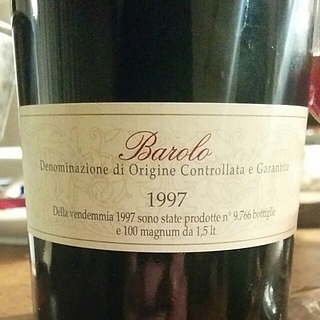 Barolo
Denominazione di Origine Controllata e Garantita
1997
Della vendemmia 1997 sono state prodotte n° 9.766 bottiglie
e 100 magnum da 1,5 lt